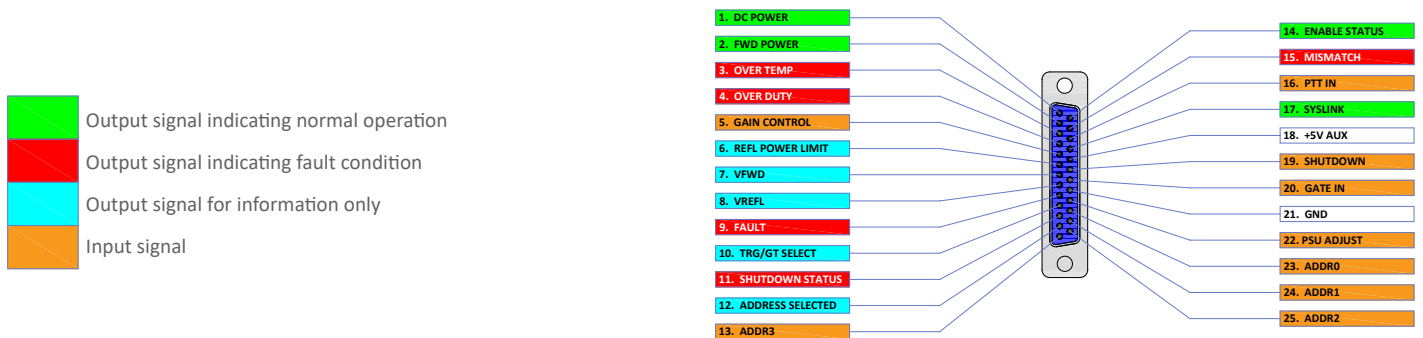 Output signal indicating normal operation
Output signal indicating fault condition
Output signal for information only
Input signal
1. DC POWER
2. FWD POWER
3. OVER TEMP
4. OVER DUTY
5. GAIN CONTROL
6. REFL POWER LIMIT
7. VFWD
8. VREFL
9. FAULT
10. TRG/GT SELECT
11. SHUTDOWN STATUS
12. ADDRESS SELECTED
13. ADDR3
14. ENABLE STATUS
15. MISMATCH
16. PTT IN
17. SYSLINK
18. +5V AUX
19. SHUTDOWN
20. GATE IN
21. GND
22. PSU ADJUST
23. ADDR0
24. ADDR1
25. ADDR2